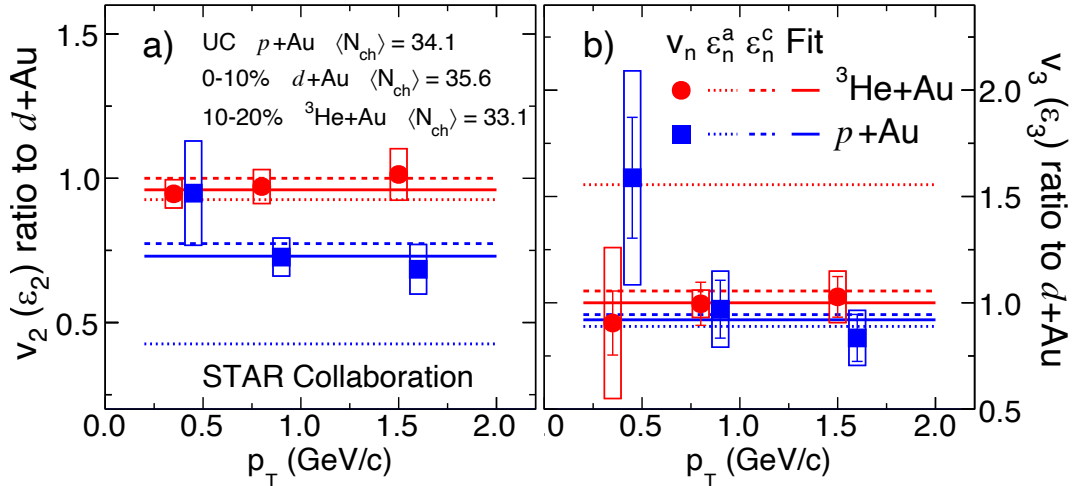 a)
UC p+Au ⟨N_ch⟩ = 34.1
0-10% d+Au ⟨N_ch⟩ = 35.6
10-20% ³He+Au ⟨N_ch⟩ = 33.1
STAR Collaboration
v₂ (ε₂) ratio to d+Au
1.5
1.0
0.5
0.0
0.5
1.0
1.5
2.0
p_T (GeV/c)
b)
v_n ε_n^a ε_n^c Fit
³He+Au
p+Au
.0
0.5
1.0
1.5
2.0
p_T (GeV/c)
2.0
1.5
1.0
0.5
v₃ (ε₃) ratio to d+Au